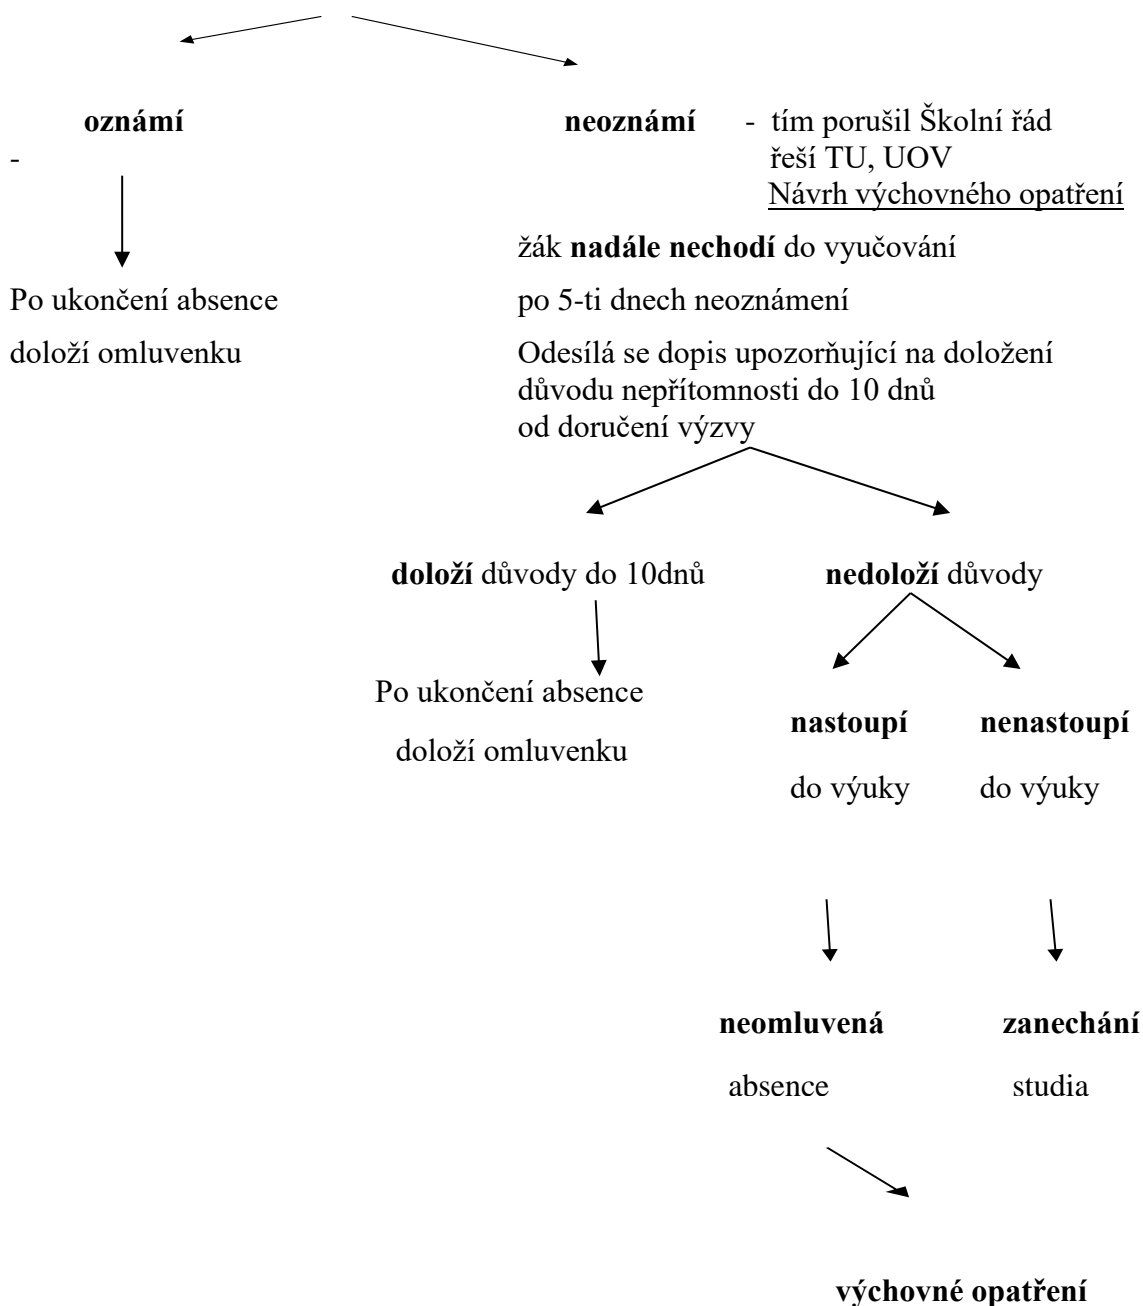 oznámí
neoznámí - tím porušil Školní řád
-
řeší TU, UOV
Návrh výchovného opatření
žák nadále nechodí do vyučování
Po ukončení absence
po 5-ti dnech neoznámení
doloží omluvenku
Odesílá se dopis upozorňující na doložení
důvodu nepřítomnosti do 10 dnů
od doručení výzvy
doloží důvody do 10dnů
nedoloží důvody
Po ukončení absence
doloží omluvenku
nastoupí
nenastoupí
do výuky
do výuky
neomluvená
zanechání
absence
studia
výchovné opatření